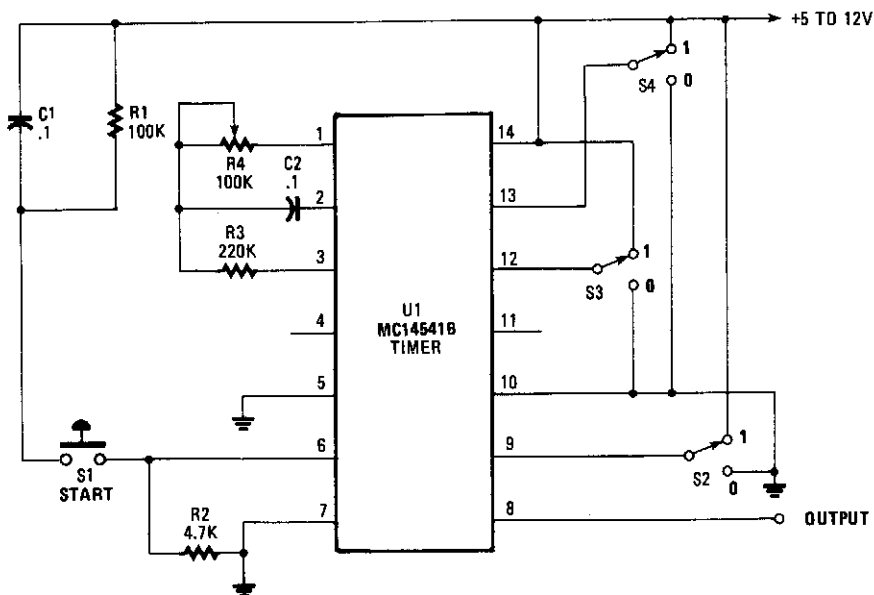 +5 TO 12V
C1
.1
R1
100K
R4
100K
C2
.1
R3
220K
1
2
3
4
5
6
7
U1
MC14541B
TIMER
14
13
12
11
10
9
8
S4
1
0
S3
1
0
S2
1
0
S1
START
R2
4.7K
OUTPUT